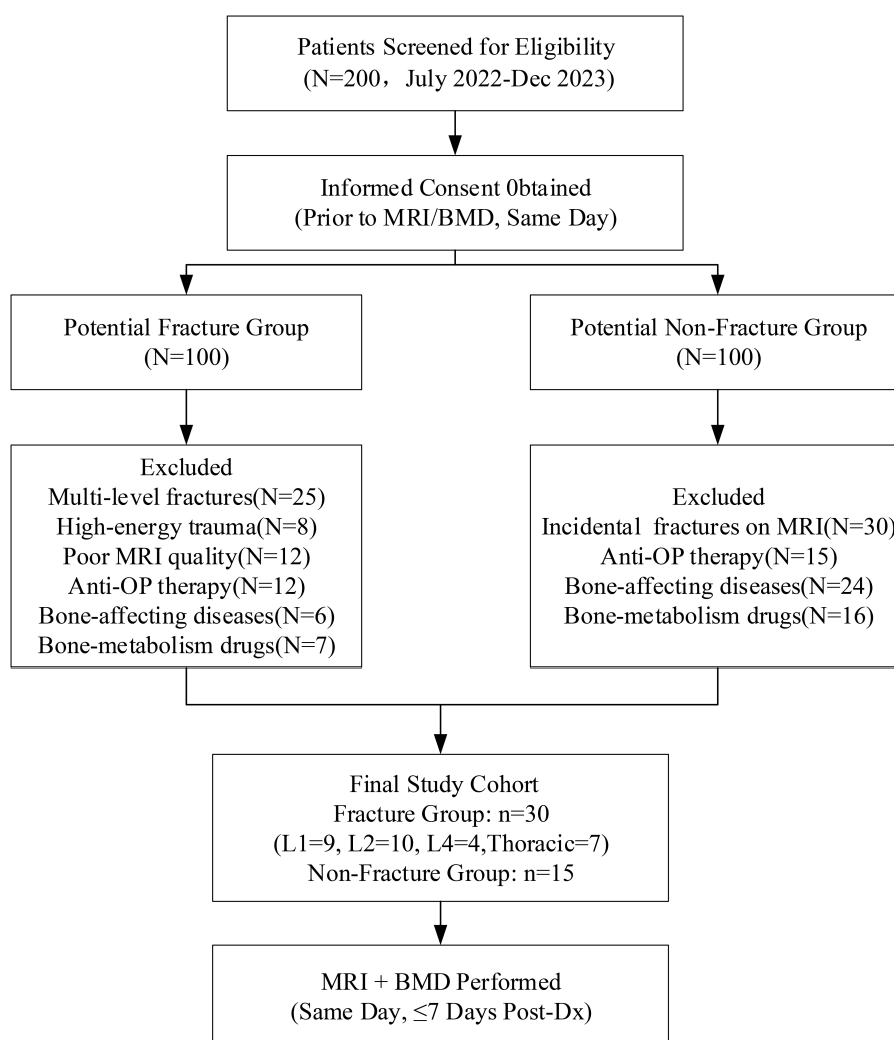 Patients Screened for Eligibility
(N=200，July 2022-Dec 2023)
Informed Consent 0btained
(Prior to MRI/BMD, Same Day)
Potential Fracture Group
(N=100)
Potential Non-Fracture Group
(N=100)
Excluded
Multi-level fractures(N=25)
High-energy trauma(N=8)
Poor MRI quality(N=12)
Anti-OP therapy(N=12)
Bone-affecting diseases(N=6)
Bone-metabolism drugs(N=7)
Excluded
Incidental fractures on MRI(N=30)
Anti-OP therapy(N=15)
Bone-affecting diseases(N=24)
Bone-metabolism drugs(N=16)
Final Study Cohort
Fracture Group: n=30
(L1=9, L2=10, L4=4,Thoracic=7)
Non-Fracture Group: n=15
MRI + BMD Performed
(Same Day, ≤7 Days Post-Dx)